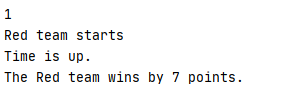 1
Red team starts
Time is up.
The Red team wins by 7 points.